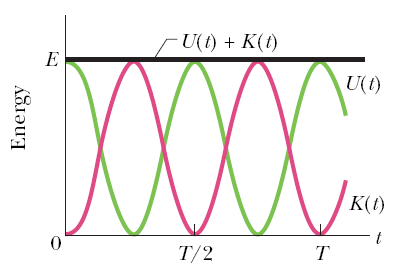 U(t) + K(t)
E
U(t)
Energy
K(t)
0
T/2
T
t